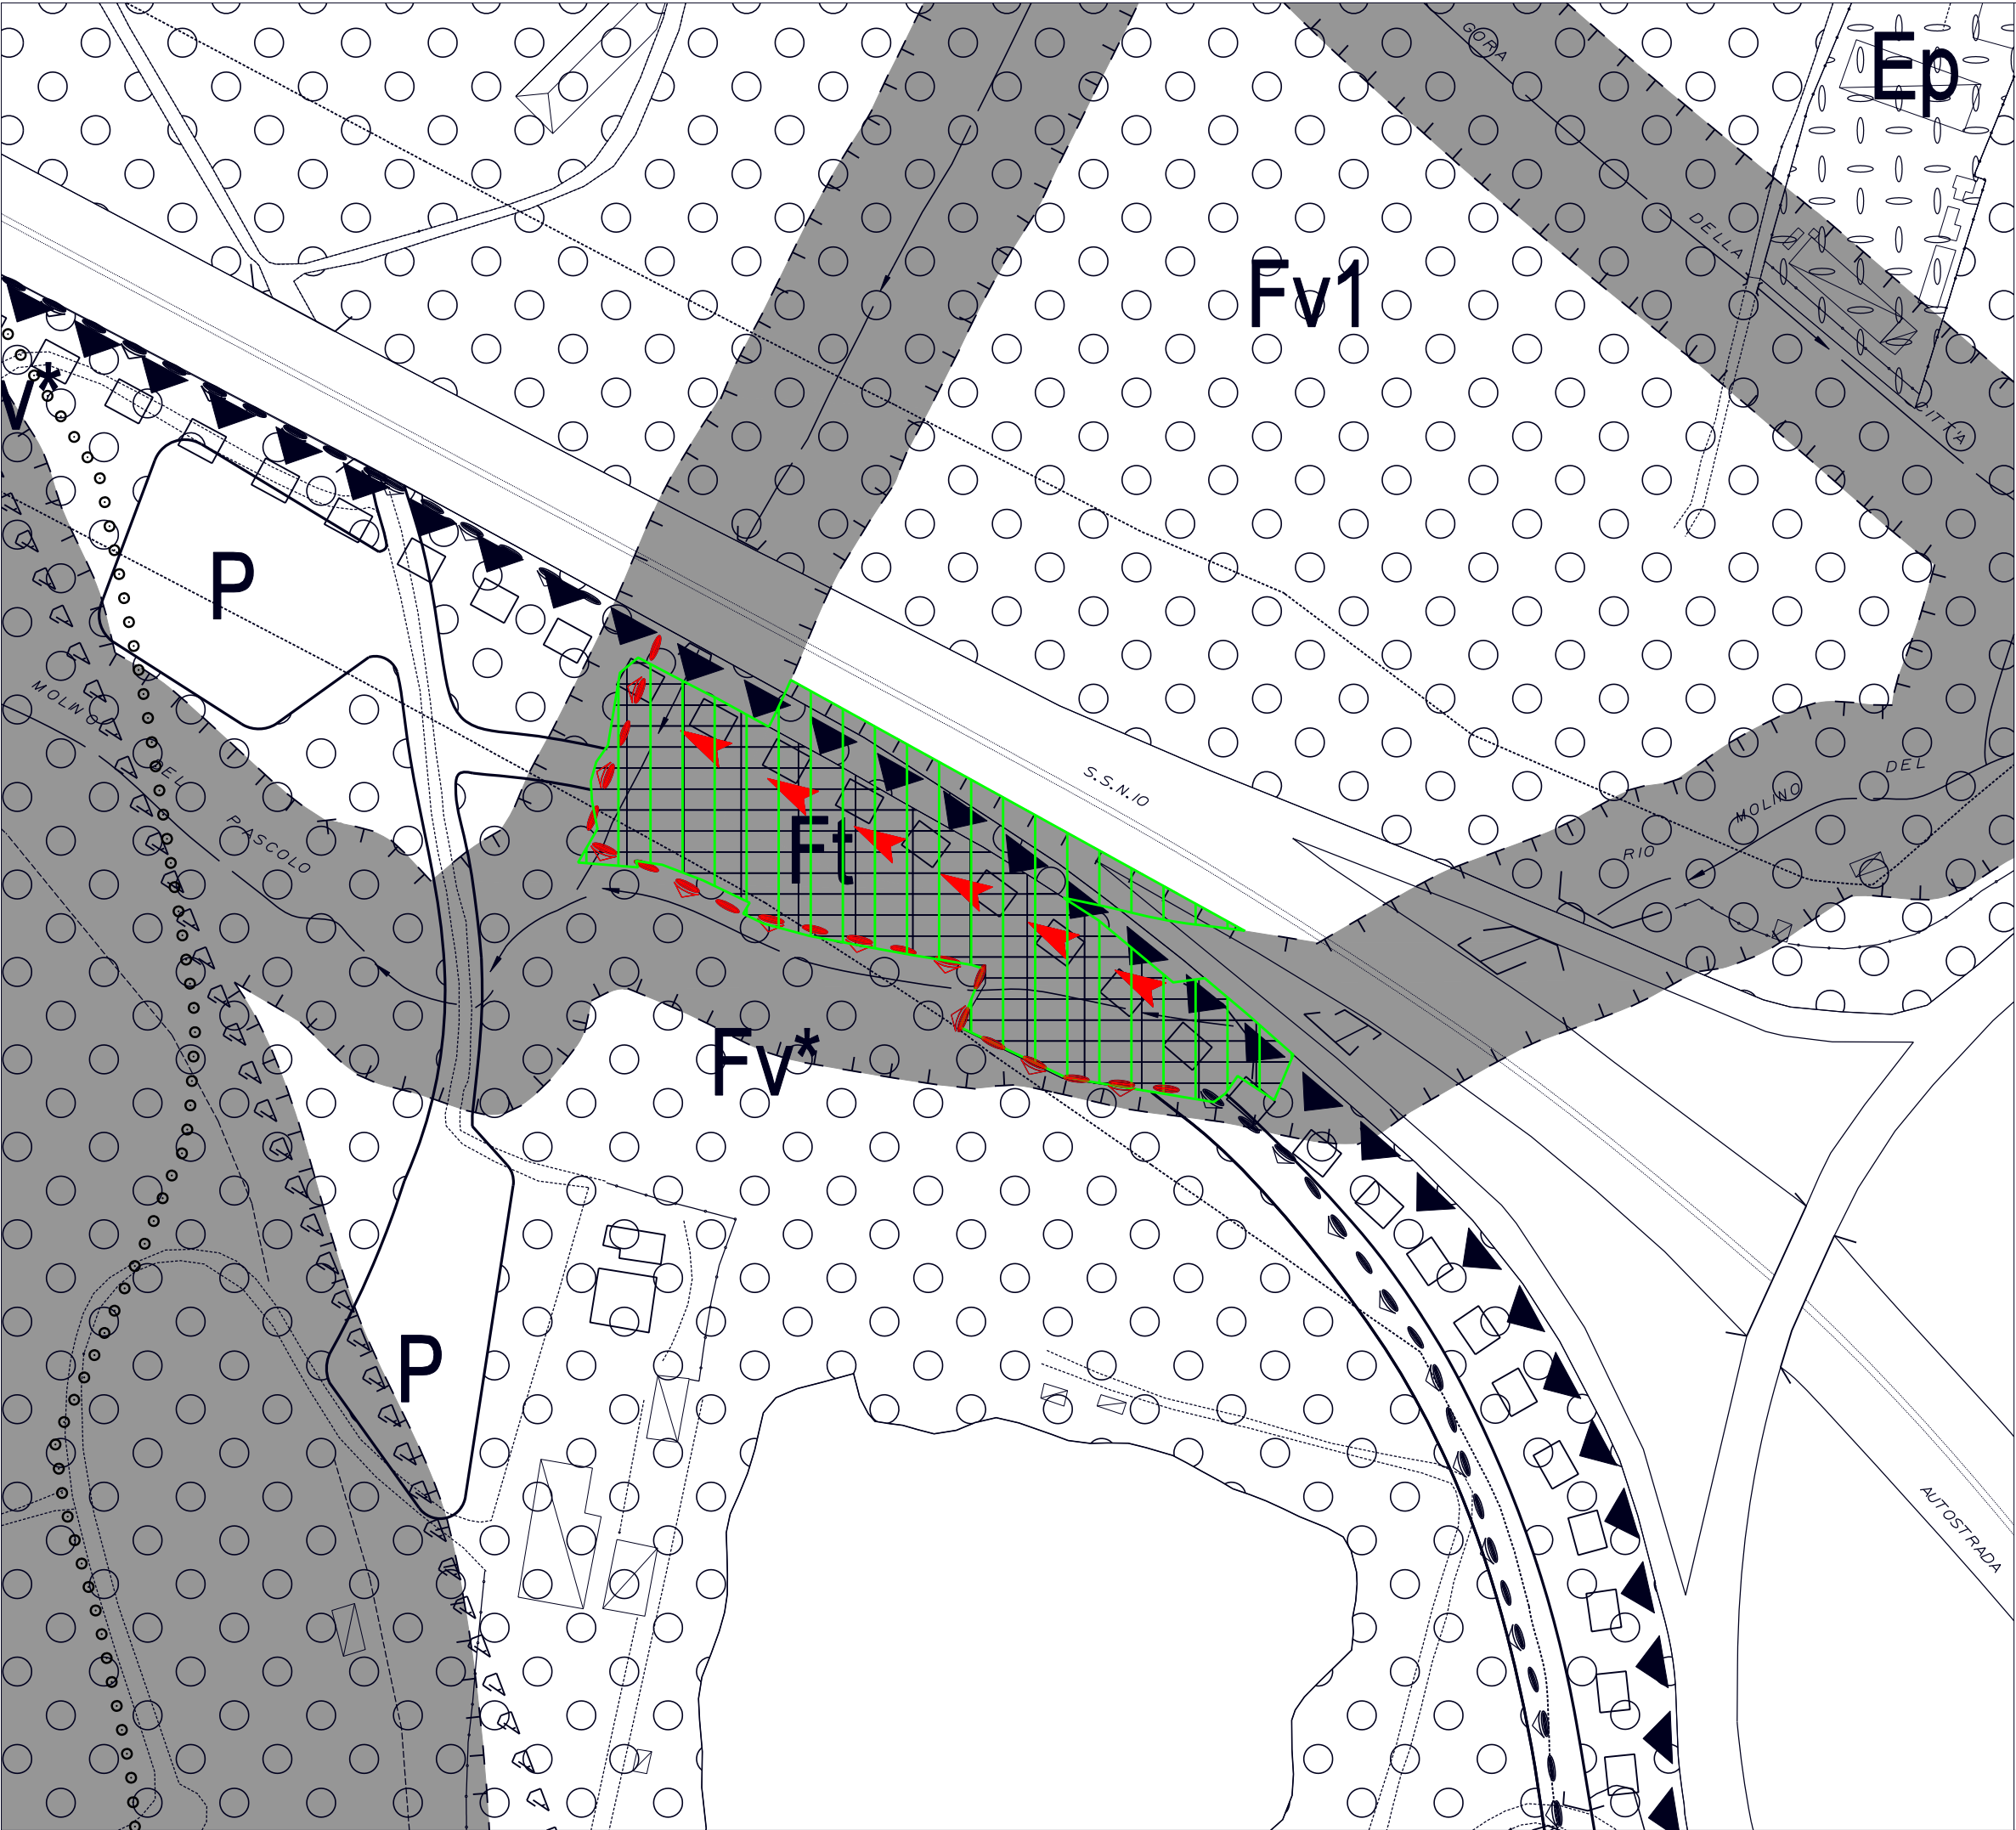 GORA
Ep
DELLA
Fv1
CITTA'
V*
P
MOLINO
DEL
PASCOLO
S.S.N.10
DEL
MOLINO
RIO
Ft
Fv*
P
AUTOSTRADA